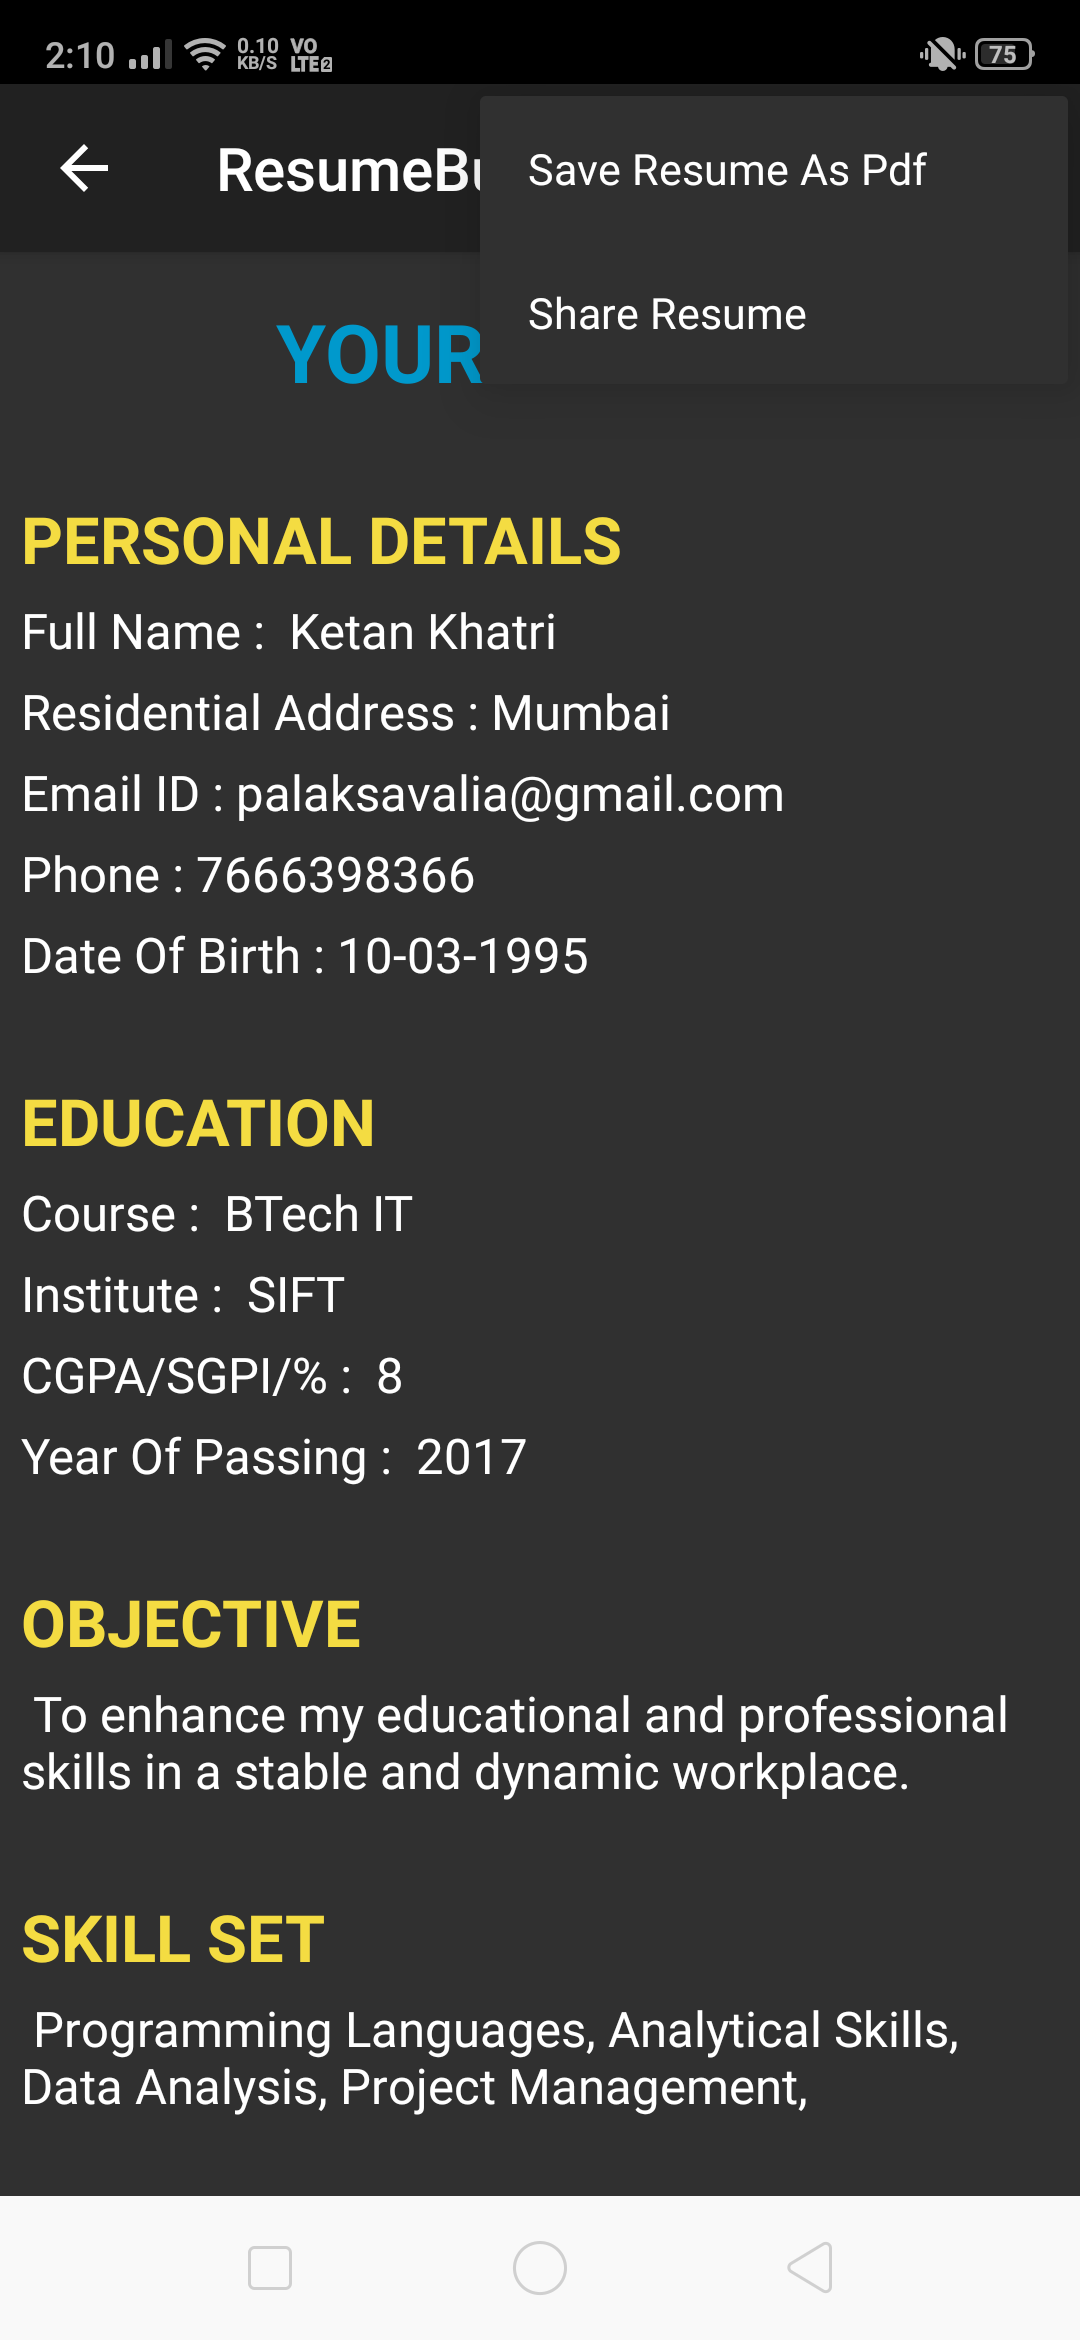 2:10 0.10 KB/S VO LTE2 75
ResumeBu
Save Resume As Pdf
Share Resume
YOUR
PERSONAL DETAILS
Full Name : Ketan Khatri
Residential Address : Mumbai
Email ID : palaksavalia@gmail.com
Phone : 7666398366
Date Of Birth : 10-03-1995
EDUCATION
Course : BTech IT
Institute : SIFT
CGPA/SGPI/% : 8
Year Of Passing : 2017
OBJECTIVE
To enhance my educational and professional
skills in a stable and dynamic workplace.
SKILL SET
Programming Languages, Analytical Skills,
Data Analysis, Project Management,